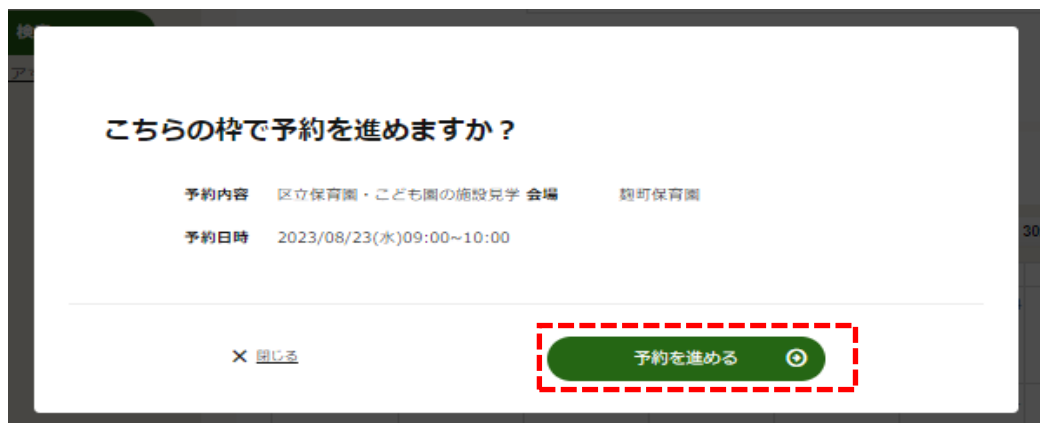 検
ア
こちらの枠で予約を進めますか？
予約内容 区立保育園・こども園の施設見学 会場 麹町保育園
予約日時 2023/08/23(水)09:00~10:00
30
× 閉じる 予約を進める